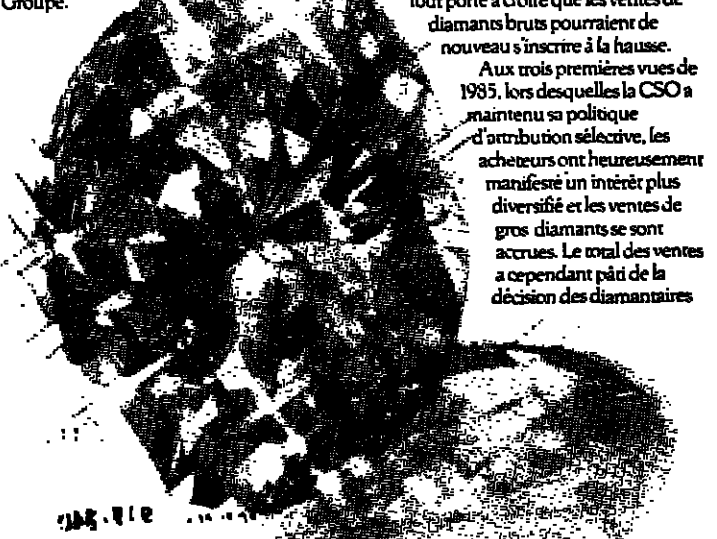 Groupe.
Tout porte à croire que les ventes de
diamants bruts pourraient de
nouveau s'inscrire à la hausse.
Aux trois premières vues de
1985, lors desquelles la CSO a
maintenu sa politique
d'attribution sélective, les
acheteurs ont heureusement
manifesté un intérêt plus
diversifié et les ventes de
gros diamants se sont
accrues. Le total des ventes
a cependant pâti de la
décision des diamantaires